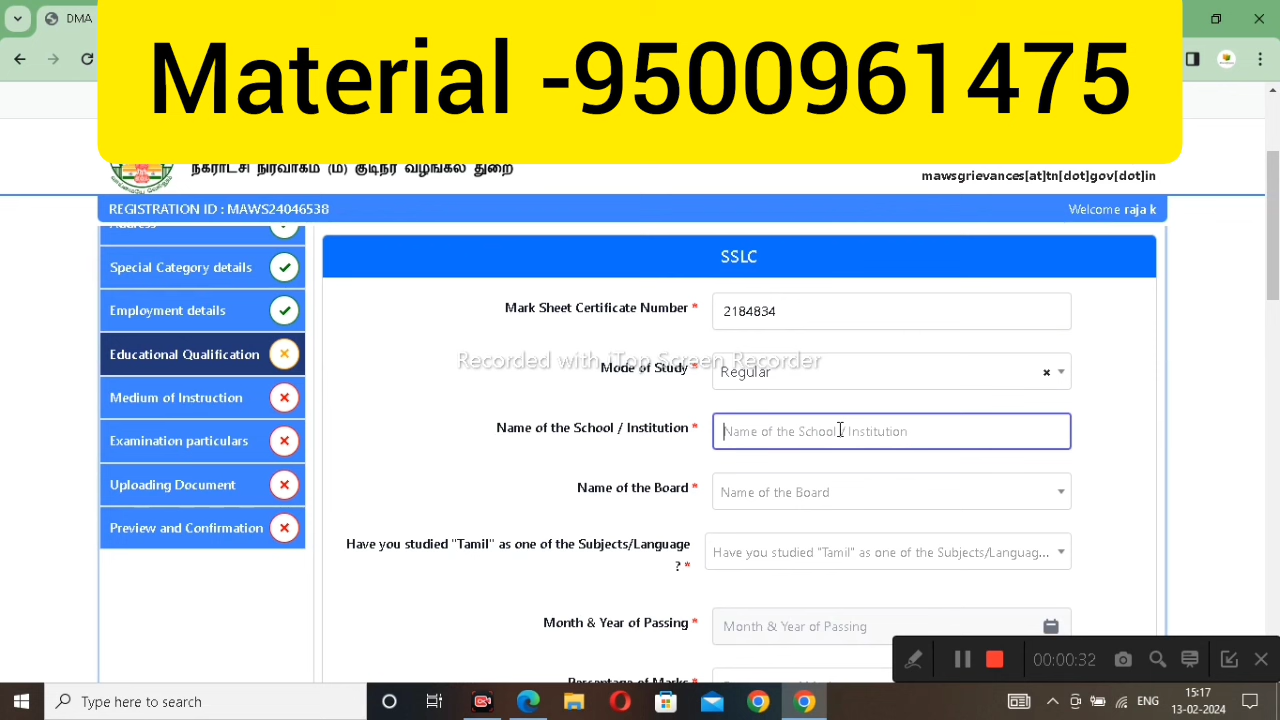 DMA
Material -9500961475
நகராட்சி நிர்வாகம் (ம) குடிநீர் வழங்கல் துறை
mawsgrievances[at]tn[dot]gov[dot]in
REGISTRATION ID : MAWS24046538
Welcome raja k
Address
Special Category details
Employment details
Educational Qualification
Medium of Instruction
Examination particulars
Uploading Document
Preview and Confirmation
SSLC
Mark Sheet Certificate Number *
2184834
Recorded with iTop Screen Recorder
Mode of Study *
Regular
Name of the School / Institution *
Name of the School / Institution
Name of the Board *
Name of the Board
Have you studied "Tamil" as one of the Subjects/Language
? *
Have you studied "Tamil" as one of the Subjects/Languag...
Month & Year of Passing *
Month & Year of Passing
Percentage of Marks *
00:00:32
Type here to search
ENG
15:17
13-02-2024